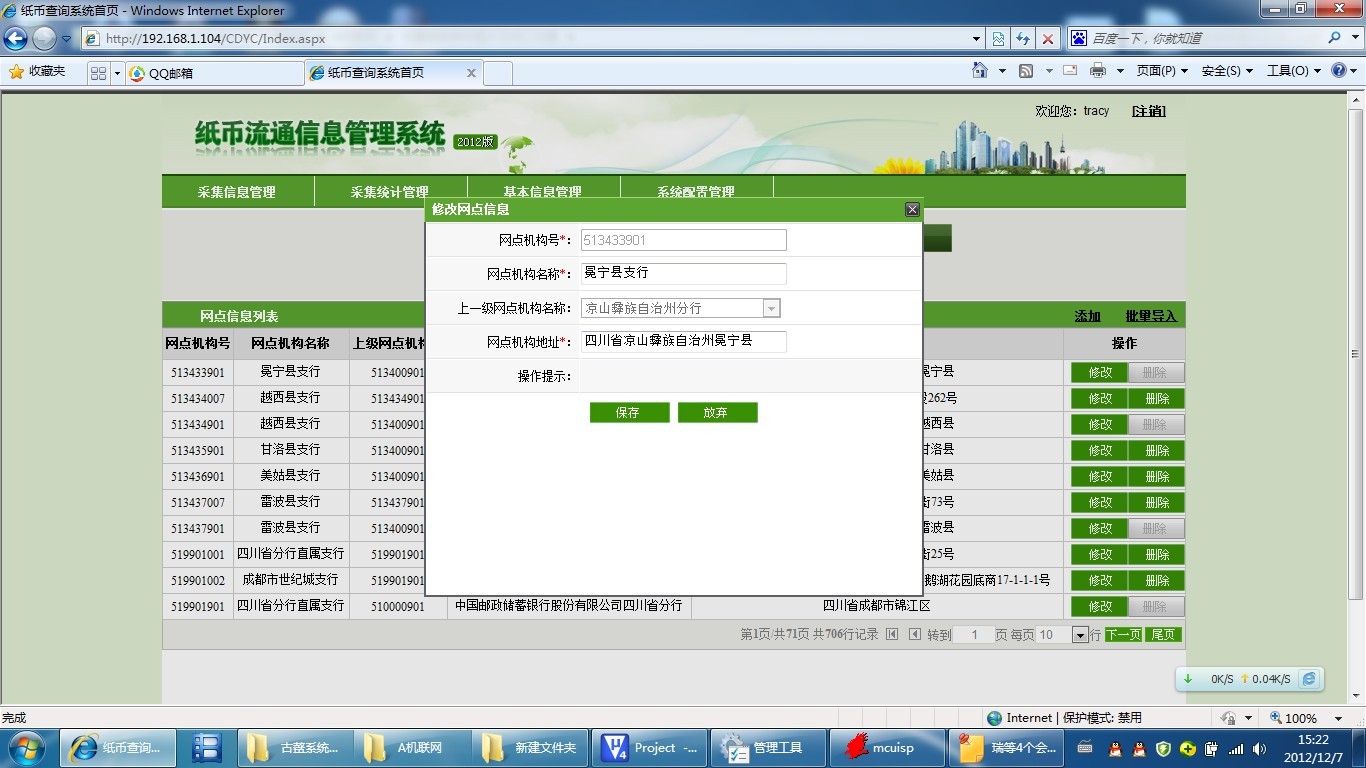 纸币查询系统首页 - Windows Internet Explorer
http://192.168.1.104/CDYC/Index.aspx
百度一下，你就知道
收藏夹 QQ邮箱 纸币查询系统首页 页面(P) 安全(S) 工具(O)
欢迎您：tracy [注销]
纸币流通信息管理系统 2012版
采集信息管理 采集统计管理 基本信息管理 系统配置管理
修改网点信息
网点机构号*： 513433901
网点机构名称*： 冕宁县支行
上一级网点机构名称： 凉山彝族自治州分行
网点机构地址*： 四川省凉山彝族自治州冕宁县
操作提示：
保存 放弃
网点信息列表 添加 批量导入
网点机构号 网点机构名称 上级网点机构 操作
513433901 冕宁县支行 513400901 冕宁县 修改 删除
513434007 越西县支行 513434901 262号 修改 删除
513434901 越西县支行 513400901 越西县 修改 删除
513435901 甘洛县支行 513400901 甘洛县 修改 删除
513436901 美姑县支行 513400901 美姑县 修改 删除
513437007 雷波县支行 513437901 街73号 修改 删除
513437901 雷波县支行 513400901 雷波县 修改 删除
519901001 四川省分行直属支行 519901901 街25号 修改 删除
519901002 成都市世纪城支行 519901901 鹅湖花园底商17-1-1-1号 修改 删除
519901901 四川省分行直属支行 510000901 中国邮政储蓄银行股份有限公司四川省分行 四川省成都市锦江区 修改 删除
第1页/共71页 共706行记录 转到 1 页 每页 10 行 下一页 尾页
0K/S 0.04K/S
完成 Internet | 保护模式: 禁用 100%
纸币查询... 古蔺系统... A机联网 新建文件夹 Project -... 管理工具 mcuisp 瑞等4个会...
15:22
2012/12/7